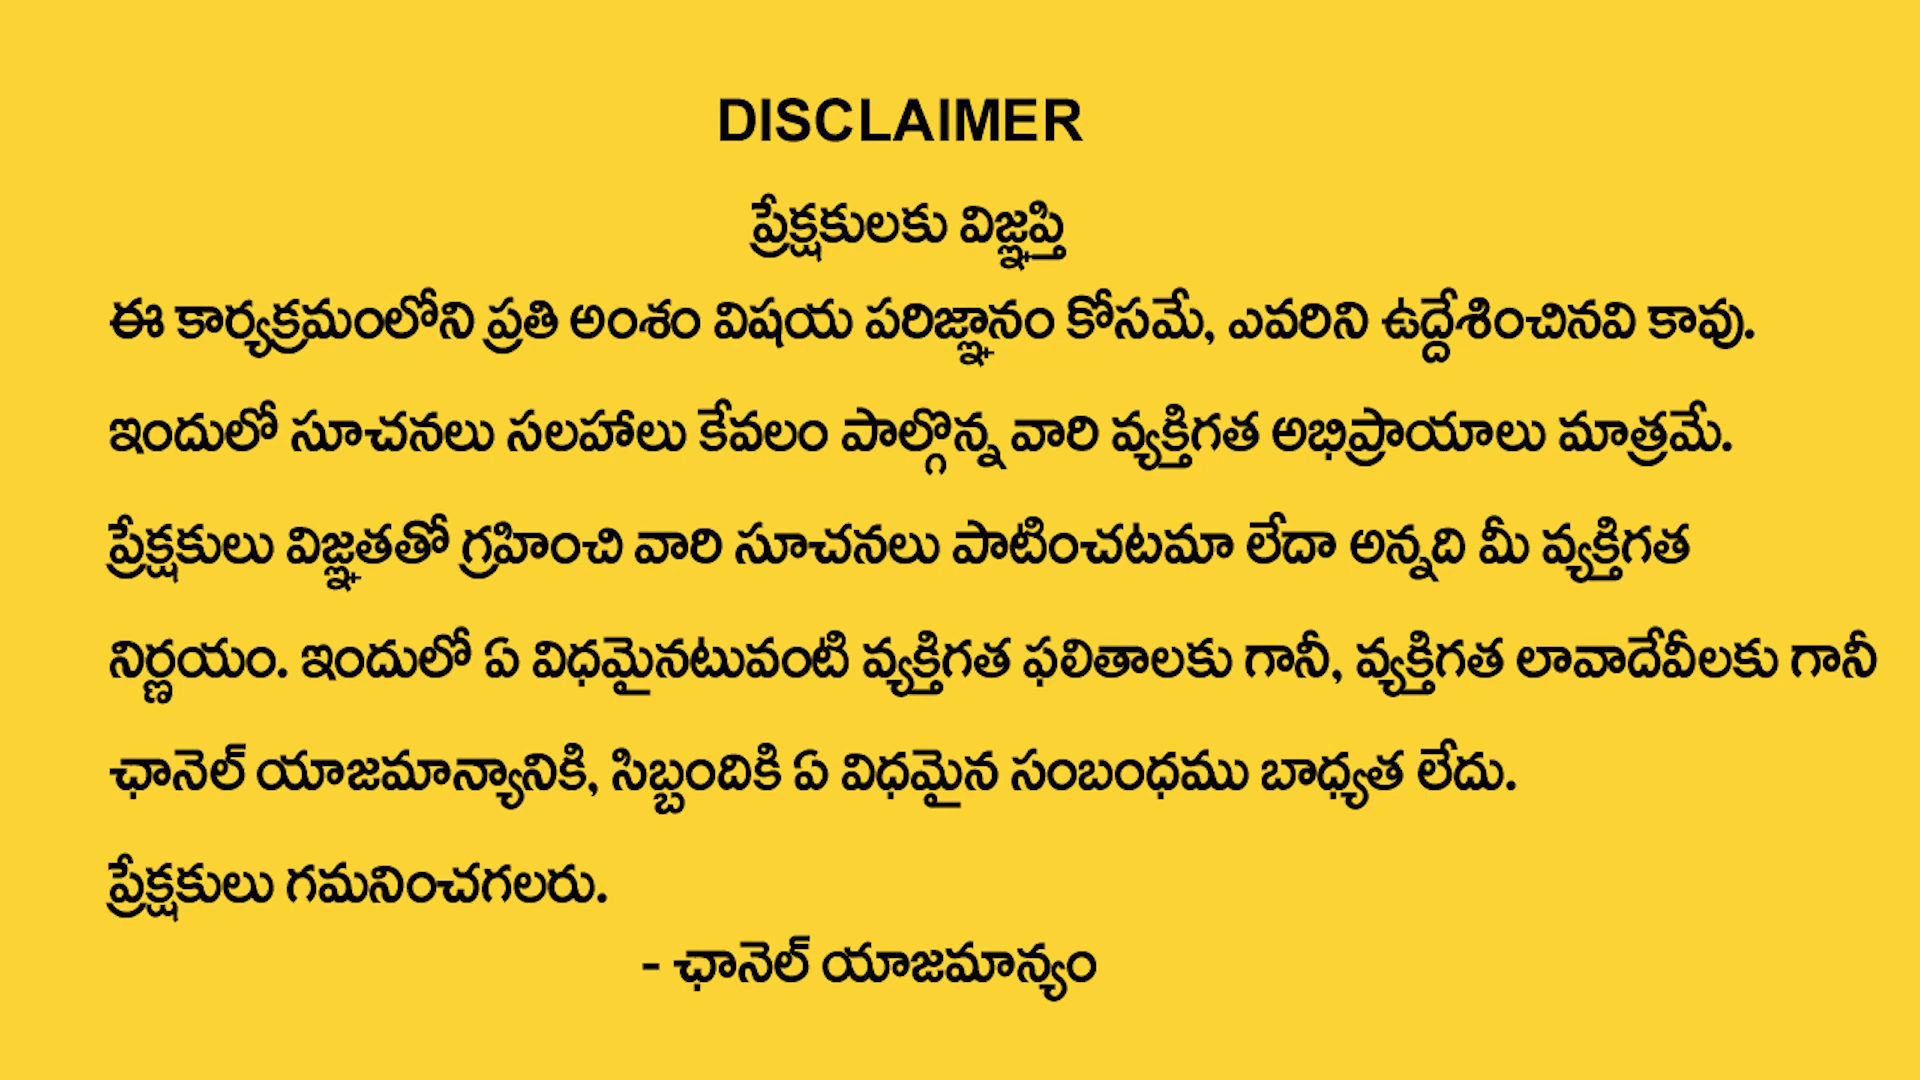 DISCLAIMER
ప్రేక్షకులకు విజ్ఞప్తి
ఈ కార్యక్రమంలోని ప్రతి అంశం విషయ పరిజ్ఞానం కోసమే, ఎవరిని ఉద్దేశించినవి కావు.
ఇందులో సూచనలు సలహాలు కేవలం పాల్గొన్న వారి వ్యక్తిగత అభిప్రాయాలు మాత్రమే.
ప్రేక్షకులు విజ్ఞతతో గ్రహించి వారి సూచనలు పాటించటమా లేదా అన్నది మీ వ్యక్తిగత
నిర్ణయం. ఇందులో ఏ విధమైనటువంటి వ్యక్తిగత ఫలితాలకు గానీ, వ్యక్తిగత లావాదేవీలకు గానీ
ఛానెల్ యాజమాన్యానికి, సిబ్బందికి ఏ విధమైన సంబంధము బాధ్యత లేదు.
ప్రేక్షకులు గమనించగలరు.
- ఛానెల్ యాజమాన్యం